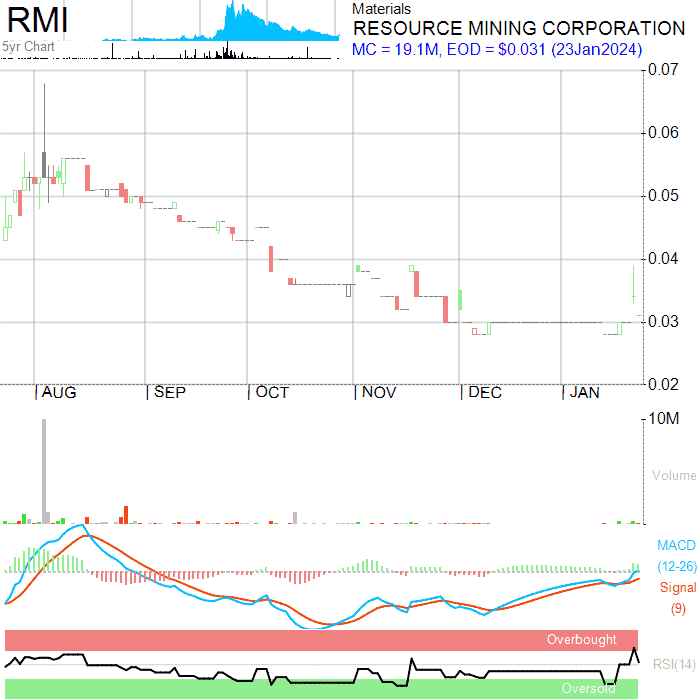 RMI
5yr Chart
Materials
RESOURCE MINING CORPORATION
MC = 19.1M, EOD = $0.031 (23Jan2024)
0.07
0.06
0.05
0.04
0.03
0.02
AUG SEP OCT NOV DEC JAN
10M
Volume
MACD
(12-26)
Signal
(9)
Overbought
RSI(14)
Oversold